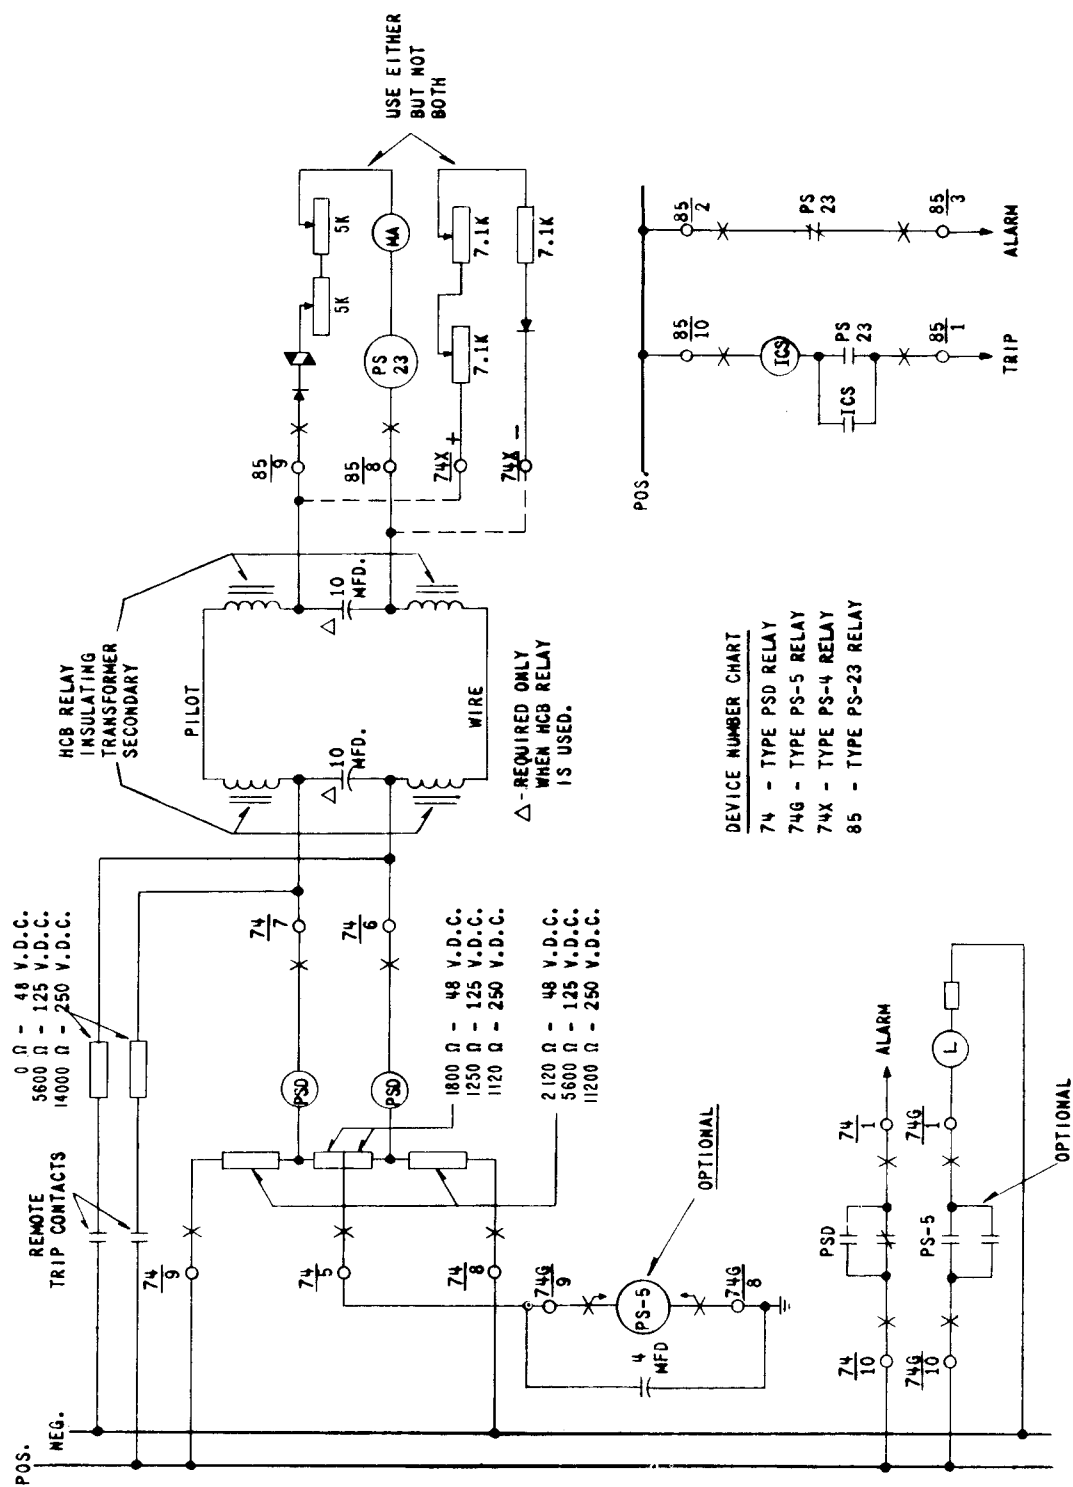 POS.
NEG.
REMOTE
TRIP CONTACTS
0 Ω - 48 V.D.C.
5600 Ω - 125 V.D.C.
14000 Ω - 250 V.D.C.
74
9
74
5
74
8
PSD
PSD
74
7
74
6
1800 Ω - 48 V.D.C.
1250 Ω - 125 V.D.C.
1120 Ω - 250 V.D.C.
2120 Ω - 48 V.D.C.
5600 Ω - 125 V.D.C.
11200 Ω - 250 V.D.C.
74G
9
PS-5
74G
8
4
MFD
OPTIONAL
HCB RELAY
INSULATING
TRANSFORMER
SECONDARY
PILOT
WIRE
△
10
MFD.
△
10
MFD.
△-REQUIRED ONLY
WHEN HCB RELAY
IS USED.
85
9
85
8
74X
+
74X
-
5K
5K
PS
23
MA
7.1K
7.1K
7.1K
USE EITHER
BUT NOT
BOTH
74
10
PSD
74
1
ALARM
74G
10
PS-5
74G
1
L
OPTIONAL
DEVICE NUMBER CHART
74 - TYPE PSD RELAY
74G - TYPE PS-5 RELAY
74X - TYPE PS-4 RELAY
85 - TYPE PS-23 RELAY
POS.
85
10
ICS
ICS
PS
23
85
1
TRIP
85
2
PS
23
85
3
ALARM